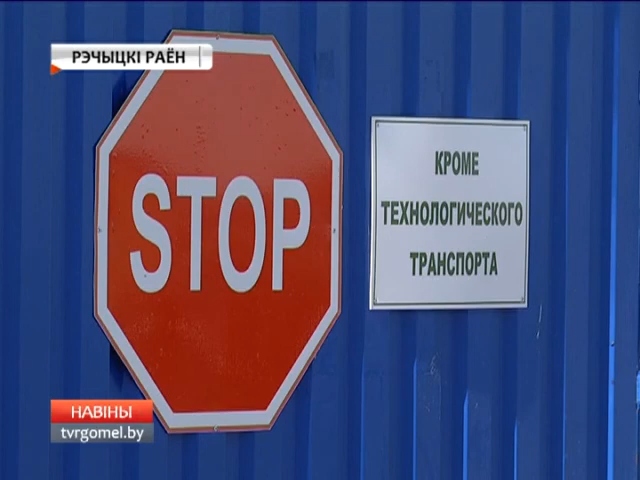 РЭЧЫЦКІ РАЁН
STOP
КРОМЕ
ТЕХНОЛОГИЧЕСКОГО
ТРАНСПОРТА
НАВІНЫ
tvrgomel.by